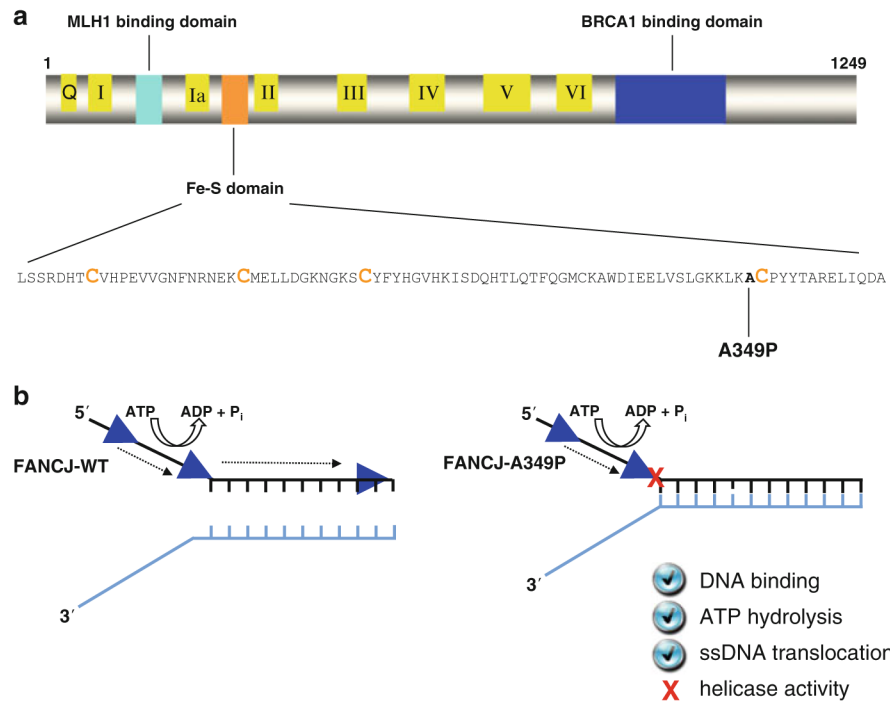 a
MLH1 binding domain
BRCA1 binding domain
1
1249
Q I Ia II III IV V VI
Fe-S domain
LSSRDHTCVHPEVVGNFNRNEKCMELLDGKNGKSCYFYHGVHKISDQHTLQTFQGMCKAWDIEELVSLGKKLKACPYYTARELIQDA
A349P
b
5′
ATP
ADP + Pi
FANCJ-WT
3′
5′
ATP
ADP + Pi
FANCJ-A349P
X
3′
DNA binding
ATP hydrolysis
ssDNA translocation
X helicase activity